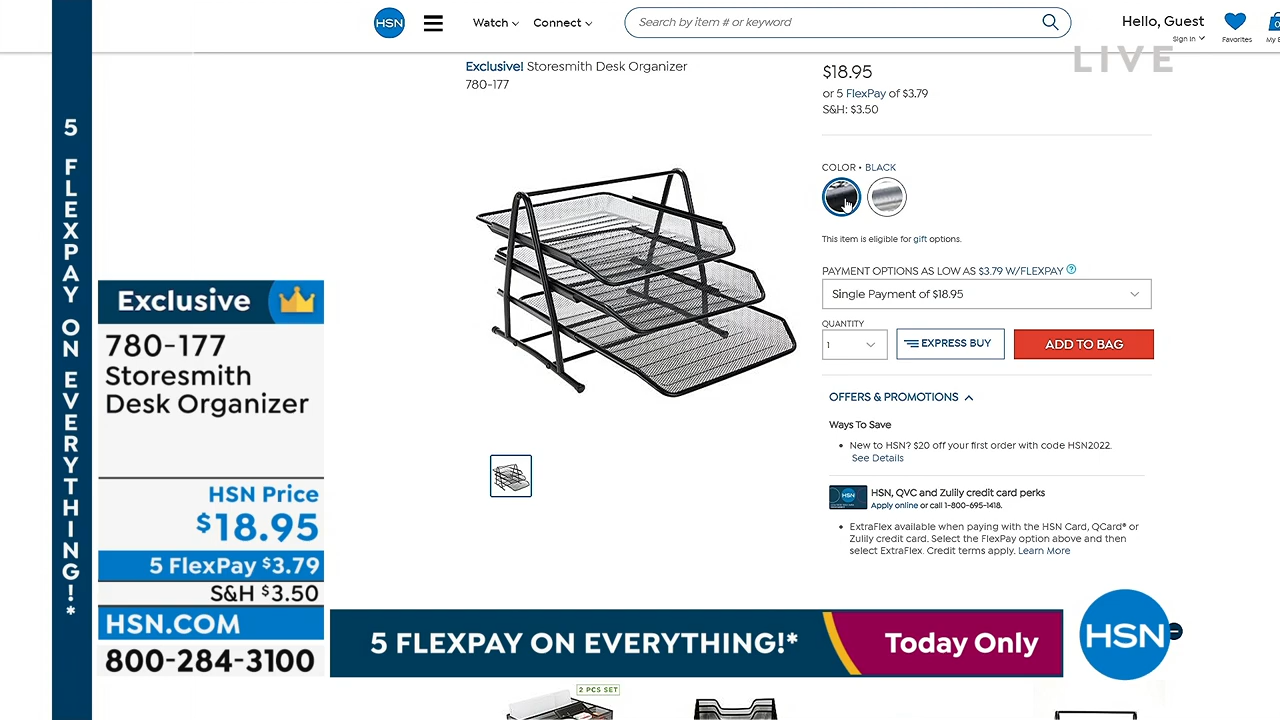 HSN
Watch
Connect
Search by item # or keyword
Hello, Guest
Sign In
Favorites
LIVE
Exclusive! Storesmith Desk Organizer
780-177
$18.95
or 5 FlexPay of $3.79
S&H: $3.50
COLOR • BLACK
This item is eligible for gift options.
PAYMENT OPTIONS AS LOW AS $3.79 W/FLEXPAY ?
Single Payment of $18.95
QUANTITY
1
EXPRESS BUY
ADD TO BAG
OFFERS & PROMOTIONS
Ways To Save
• New to HSN? $20 off your first order with code HSN2022.
See Details
HSN
HSN, QVC and Zulily credit card perks
Apply online or call 1-800-695-1418.
• ExtraFlex available when paying with the HSN Card, QCard® or
Zulily credit card. Select the FlexPay option above and then
select ExtraFlex. Credit terms apply. Learn More
5 FLEXPAY ON EVERYTHING!*
Exclusive
780-177
Storesmith
Desk Organizer
HSN Price
$18.95
5 FlexPay $3.79
S&H $3.50
HSN.COM
800-284-3100
5 FLEXPAY ON EVERYTHING!*
Today Only
HSN
2 PCS SET